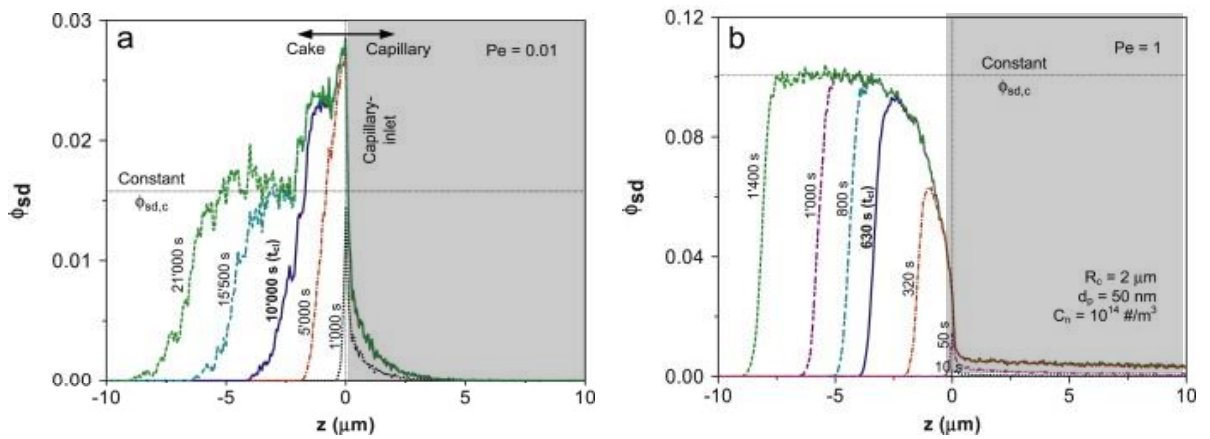 0.03
a
Cake
Capillary
Pe = 0.01
0.02
Capillary-
inlet
Constant
ϕsd,c
ϕsd
0.01
21'000 s
15'500 s
10'000 s (tcl)
5'000 s
1'000 s
0.00
-10
-5
0
5
10
z (μm)
0.12
b
Pe = 1
Constant
ϕsd,c
0.08
ϕsd
1'400 s
1'000 s
800 s
630 s (tcl)
320 s
0.04
Rc = 2 μm
dp = 50 nm
Cn = 10¹⁴ #/m³
50 s
10 s
0.00
-10
-5
0
5
10
z (μm)